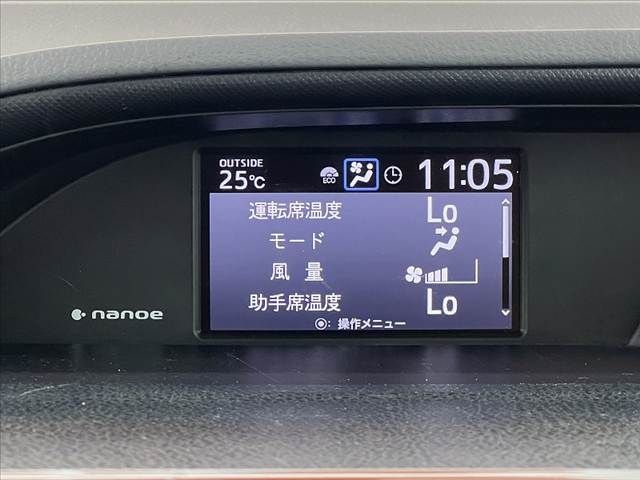 OUTSIDE
25℃
ECO
11:05
運転席温度 Lo
モード
風量
助手席温度 Lo
◉: 操作メニュー
nanoe